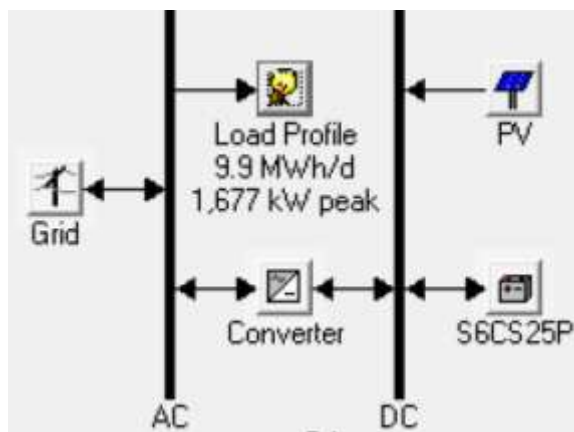 Load Profile
9.9 MWh/d
1,677 kW peak
PV
Grid
Converter
S6CS25P
AC
DC